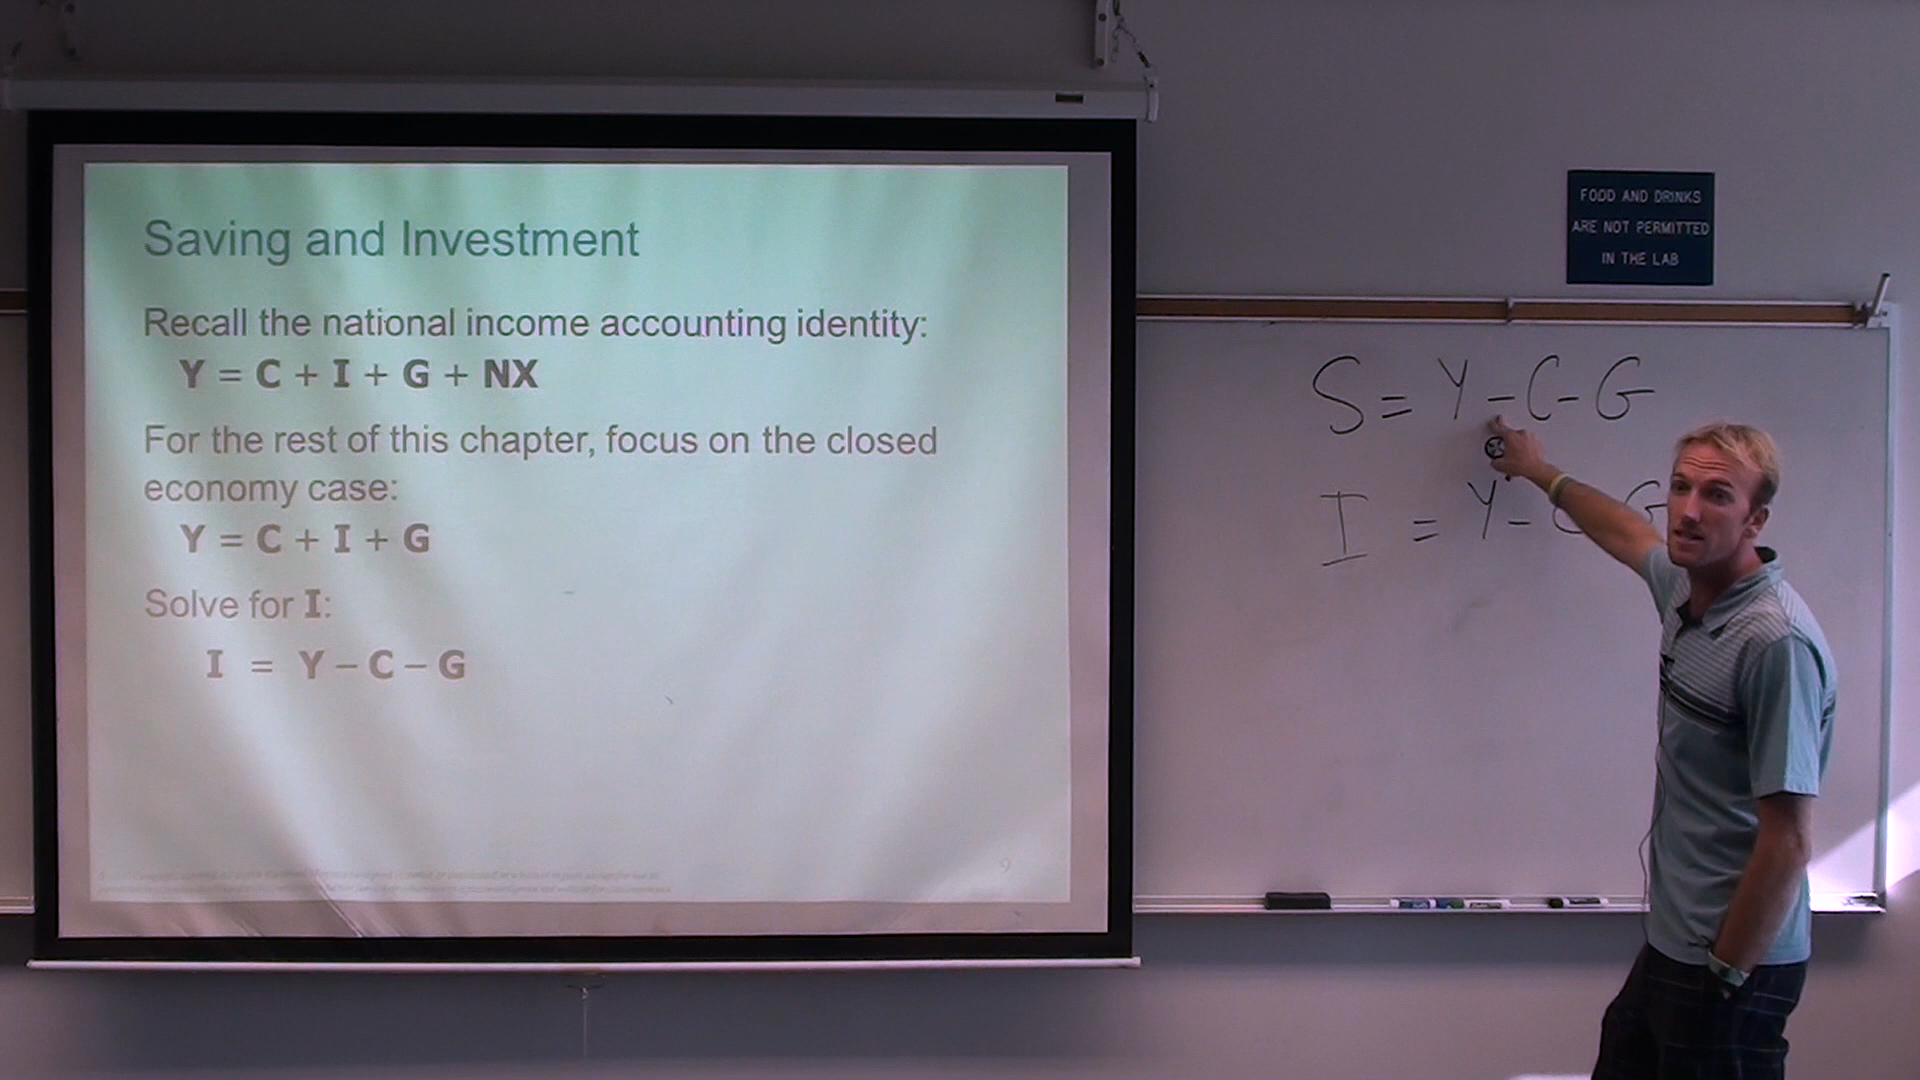 Saving and Investment
Recall the national income accounting identity:
Y = C + I + G + NX
For the rest of this chapter, focus on the closed
economy case:
Y = C + I + G
Solve for I:
I = Y – C – G
9
S = Y - C - G
I = Y - C G
FOOD AND DRINKS
ARE NOT PERMITTED
IN THE LAB